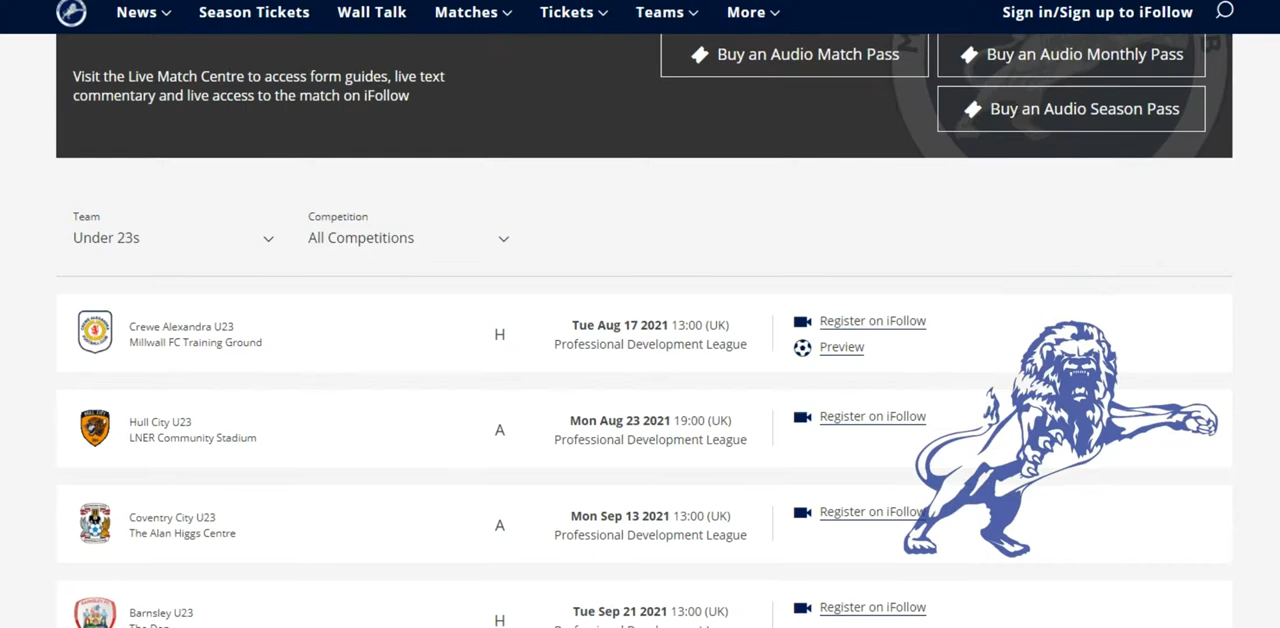 News Season Tickets Wall Talk Matches Tickets Teams More Sign in/Sign up to iFollow
Buy an Audio Match Pass Buy an Audio Monthly Pass
Visit the Live Match Centre to access form guides, live text
commentary and live access to the match on iFollow
Buy an Audio Season Pass
Team Competition
Under 23s All Competitions
Crewe Alexandra U23
Millwall FC Training Ground
H
Tue Aug 17 2021 13:00 (UK)
Professional Development League
Register on iFollow
Preview
Hull City U23
LNER Community Stadium
A
Mon Aug 23 2021 19:00 (UK)
Professional Development League
Register on iFollow
Coventry City U23
The Alan Higgs Centre
A
Mon Sep 13 2021 13:00 (UK)
Professional Development League
Register on iFollow
Barnsley U23
The Den
H
Tue Sep 21 2021 13:00 (UK)
Professional Development League
Register on iFollow